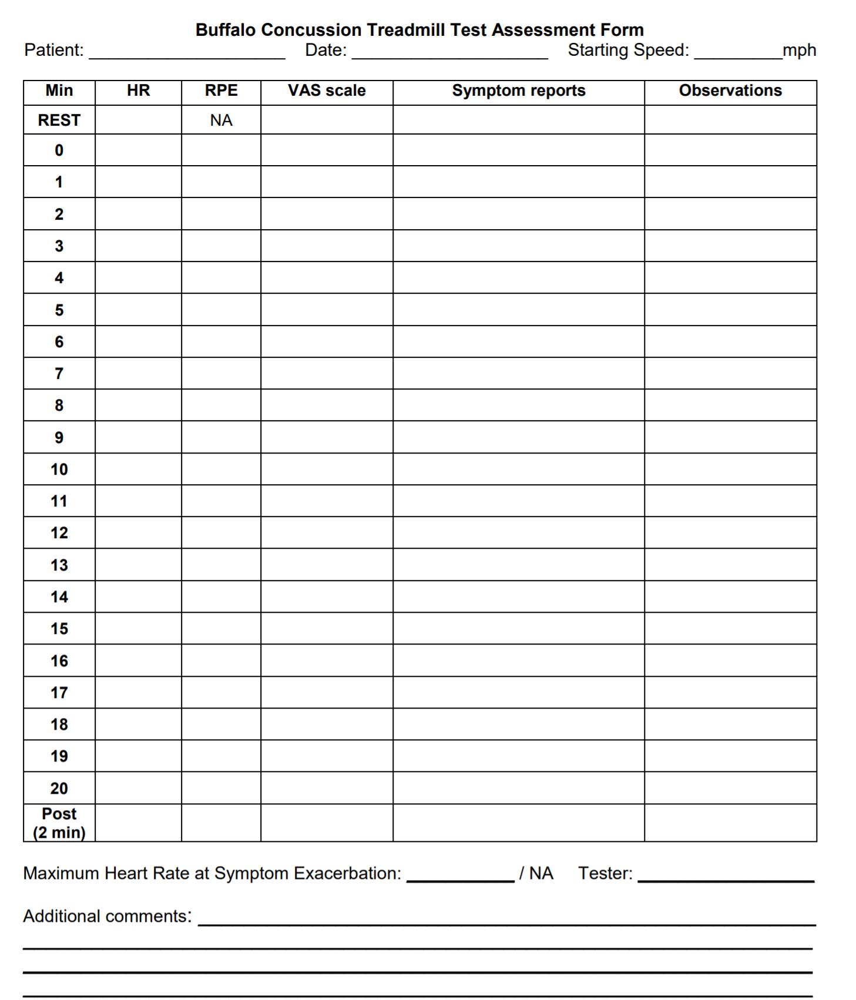 Buffalo Concussion Treadmill Test Assessment Form
Patient: ____________________ Date: ____________________ Starting Speed: _________mph
Min HR RPE VAS scale Symptom reports Observations
REST NA
0
1
2
3
4
5
6
7
8
9
10
11
12
13
14
15
16
17
18
19
20
Post
(2 min)
Maximum Heart Rate at Symptom Exacerbation: ___________ / NA Tester: __________________
Additional comments: _______________________________________________________________